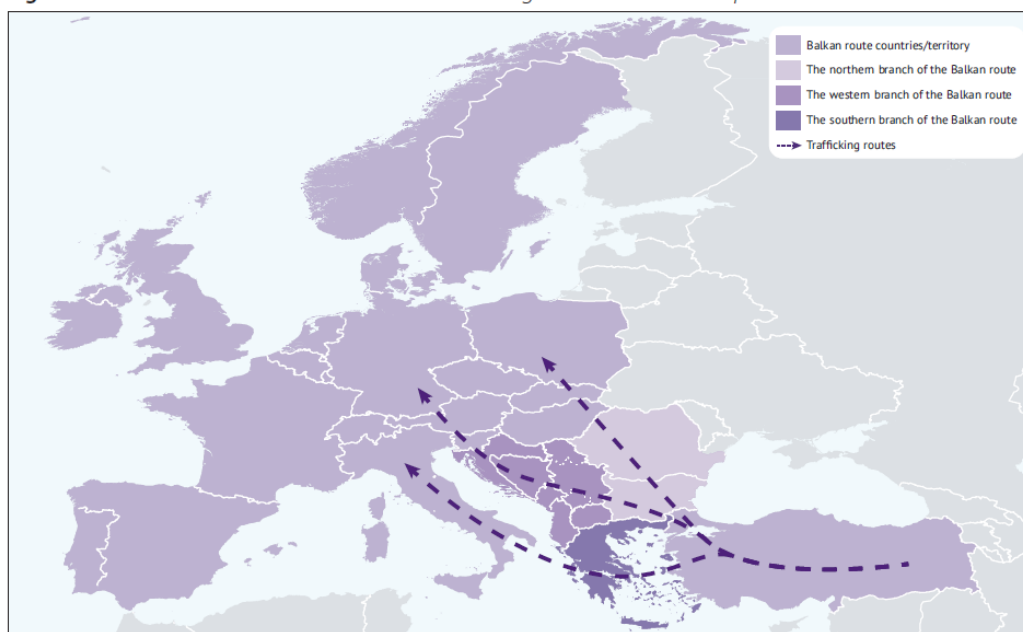 Balkan route countries/territory
The northern branch of the Balkan route
The western branch of the Balkan route
The southern branch of the Balkan route
Trafficking routes